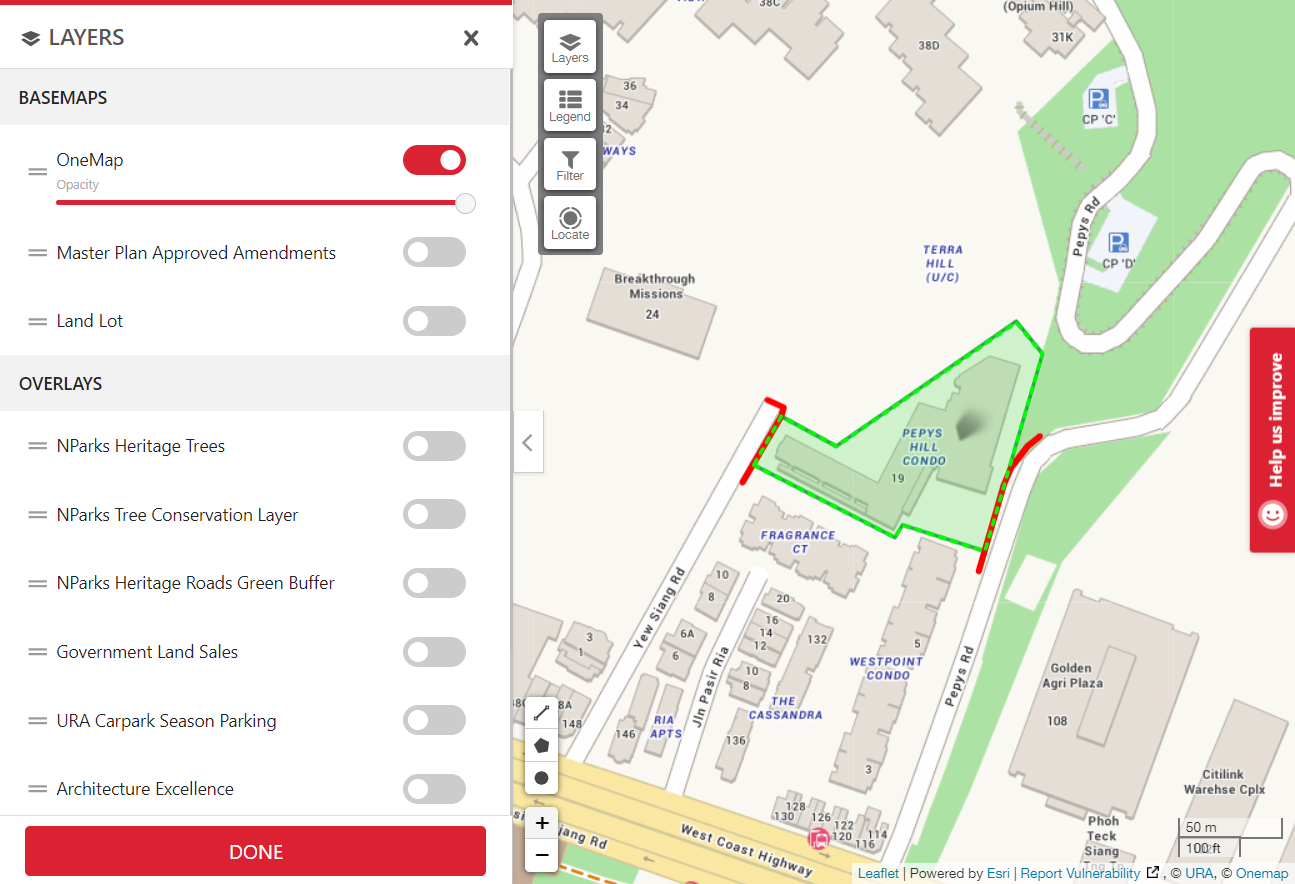 LAYERS
BASEMAPS
OneMap
Opacity
Master Plan Approved Amendments
Land Lot
OVERLAYS
NParks Heritage Trees
NParks Tree Conservation Layer
NParks Heritage Roads Green Buffer
Government Land Sales
URA Carpark Season Parking
Architecture Excellence
DONE
Layers
Legend
Filter
Locate
38C
38D
(Opium Hill)
31K
P
CP 'C'
36
34
WAYS
Pepys Rd
P
CP 'D'
TERRA
HILL
(U/C)
Breakthrough
Missions
24
Help us improve
PEPYS
HILL
CONDO
19
FRAGRANCE
CT
10
8
20
16
14
12
132
Yew Siang Rd
6A
6
3
1
5
10
8
Jln Pasir Ria
WESTPOINT
CONDO
Pepys Rd
Golden
Agri Plaza
108
THE
CASSANDRA
8A
148
RIA
APTS
146
136
3
Citilink
Warehse Cplx
128
130
126
122
120
114
116
West Coast Highway
Phoh
Teck
Siang
50 m
100 ft
+
−
Leaflet | Powered by Esri | Report Vulnerability , © URA, © Onemap